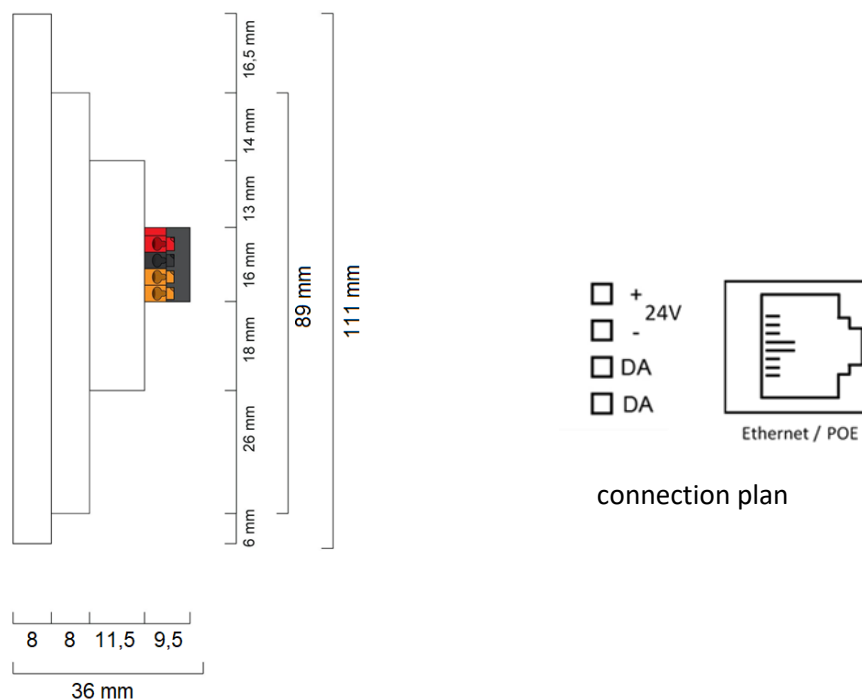 16,5 mm
14 mm
13 mm
16 mm
18 mm
26 mm
6 mm
89 mm
111 mm
8 8 11,5 9,5
36 mm
+
24V
-
DA
DA
Ethernet / POE
connection plan